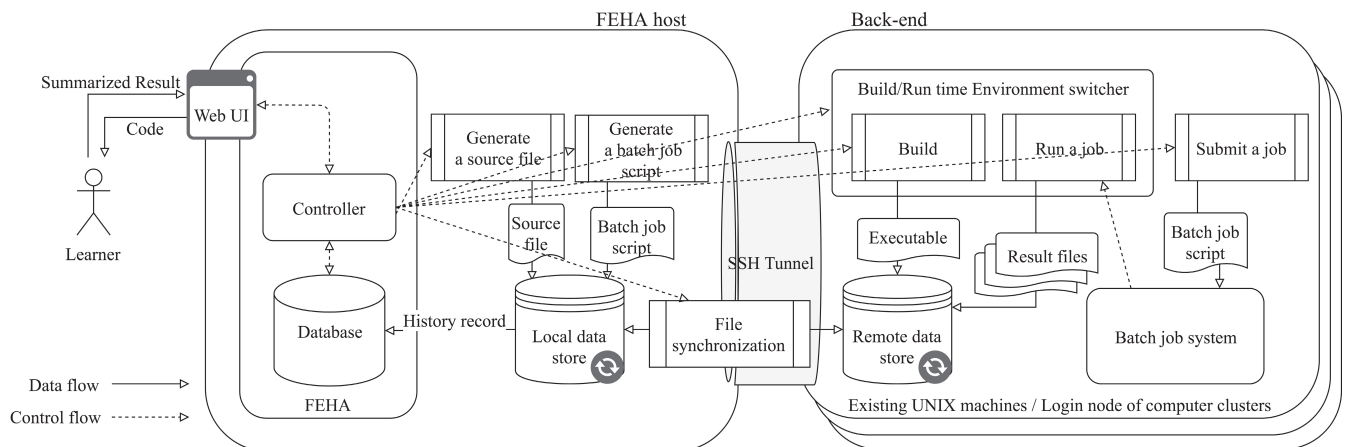 FEHA host
Back-end
Summarized Result
Web UI
Code
Learner
Controller
Database
FEHA
Generate
a source file
Generate
a batch job
script
Source
file
Batch job
script
History record
Local data
store
File
synchronization
SSH Tunnel
Build/Run time Environment switcher
Build
Run a job
Submit a job
Executable
Result files
Batch job
script
Remote data
store
Batch job system
Existing UNIX machines / Login node of computer clusters
Data flow
Control flow